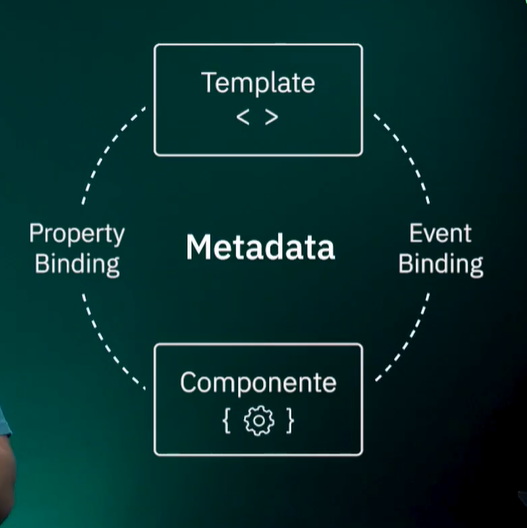 Template
< >
Property
Binding
Metadata
Event
Binding
Componente
{ }